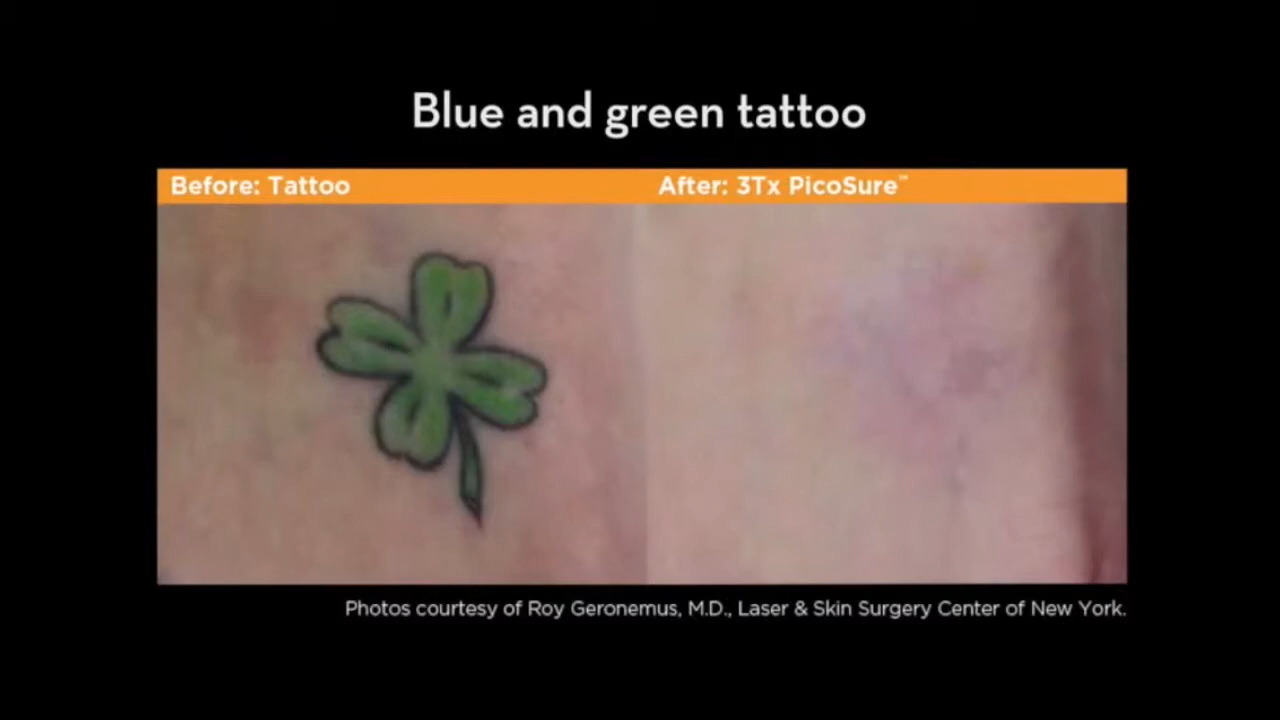 Blue and green tattoo
Before: Tattoo
After: 3Tx PicoSure™
Photos courtesy of Roy Geronemus, M.D., Laser & Skin Surgery Center of New York.